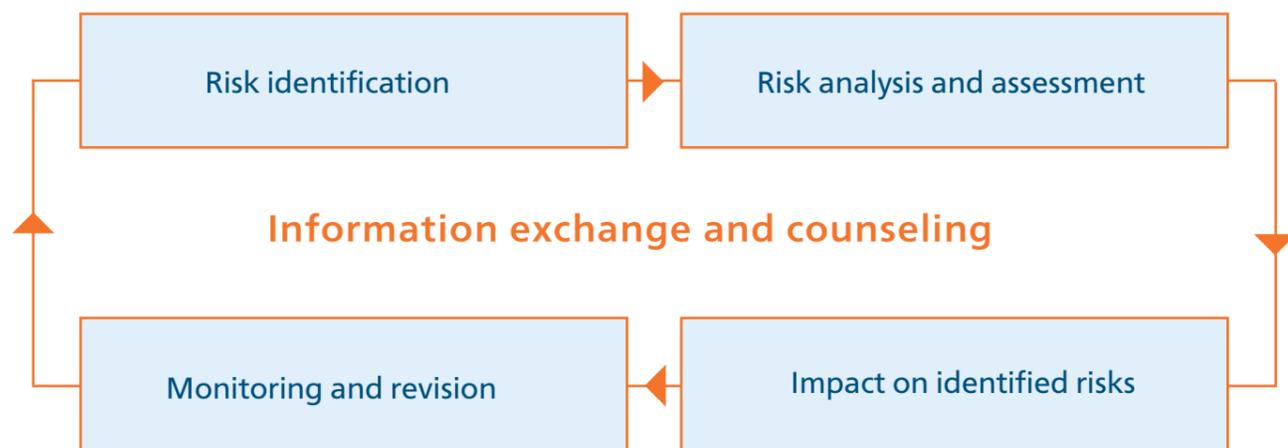 Risk identification
Risk analysis and assessment
Information exchange and counseling
Monitoring and revision
Impact on identified risks